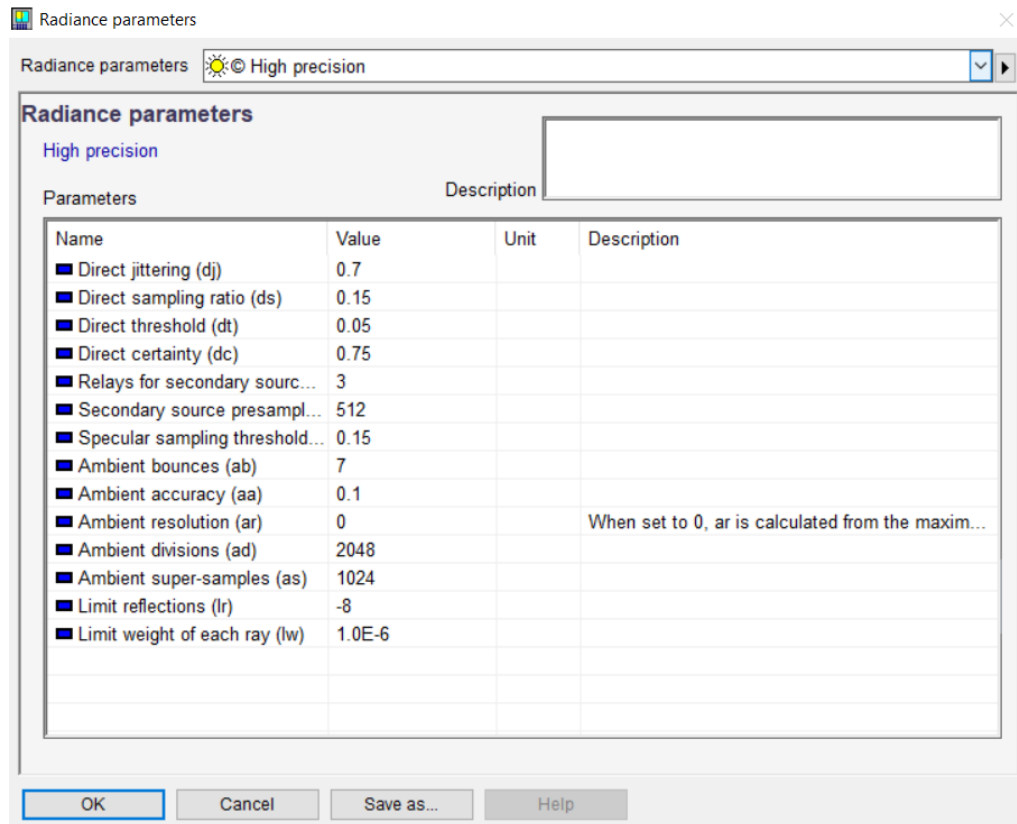 Radiance parameters
Radiance parameters © High precision
Radiance parameters
High precision
Description
Parameters
Name Value Unit Description
Direct jittering (dj) 0.7
Direct sampling ratio (ds) 0.15
Direct threshold (dt) 0.05
Direct certainty (dc) 0.75
Relays for secondary sourc... 3
Secondary source presampl... 512
Specular sampling threshold... 0.15
Ambient bounces (ab) 7
Ambient accuracy (aa) 0.1
Ambient resolution (ar) 0 When set to 0, ar is calculated from the maxim...
Ambient divisions (ad) 2048
Ambient super-samples (as) 1024
Limit reflections (lr) -8
Limit weight of each ray (lw) 1.0E-6
OK Cancel Save as... Help